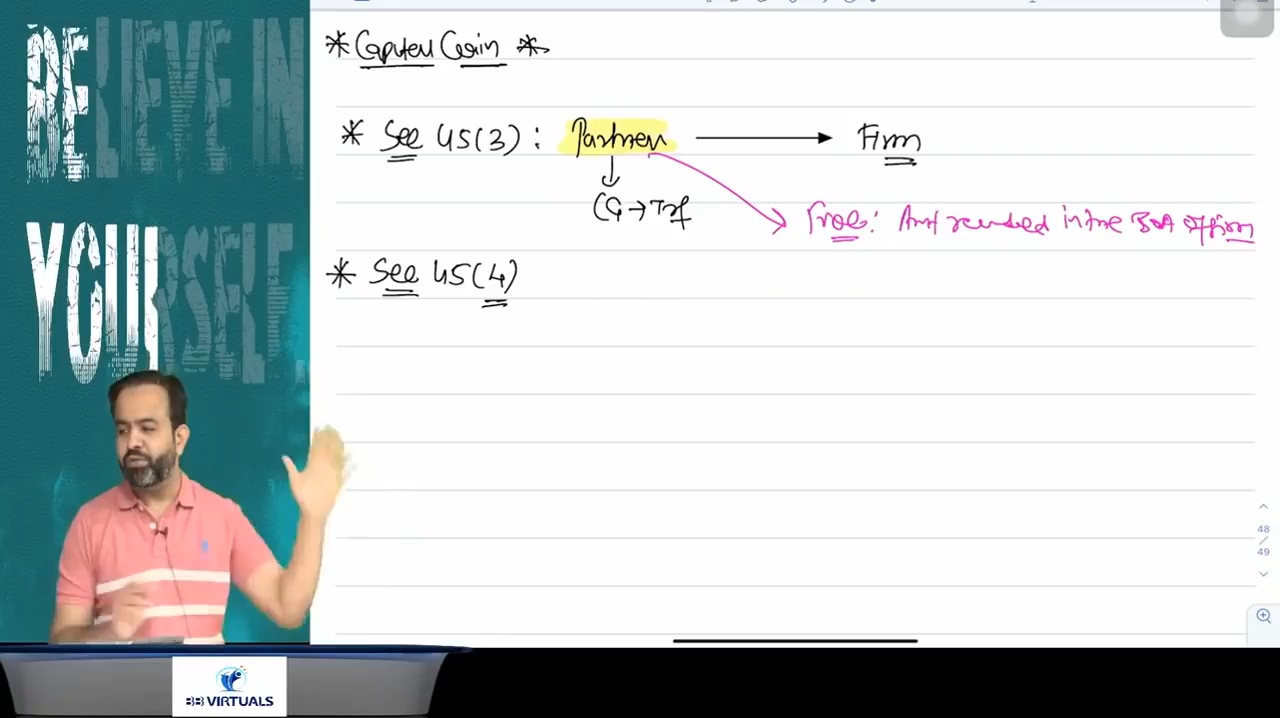 BELIEVE IN
YOURSELF.
* Capital Gain *
* Sec 45(3) : Partner → Firm
CG → Trf
FVOC : Amt recorded in the BOA of firm
* Sec 45(4)
48
49
BB VIRTUALS